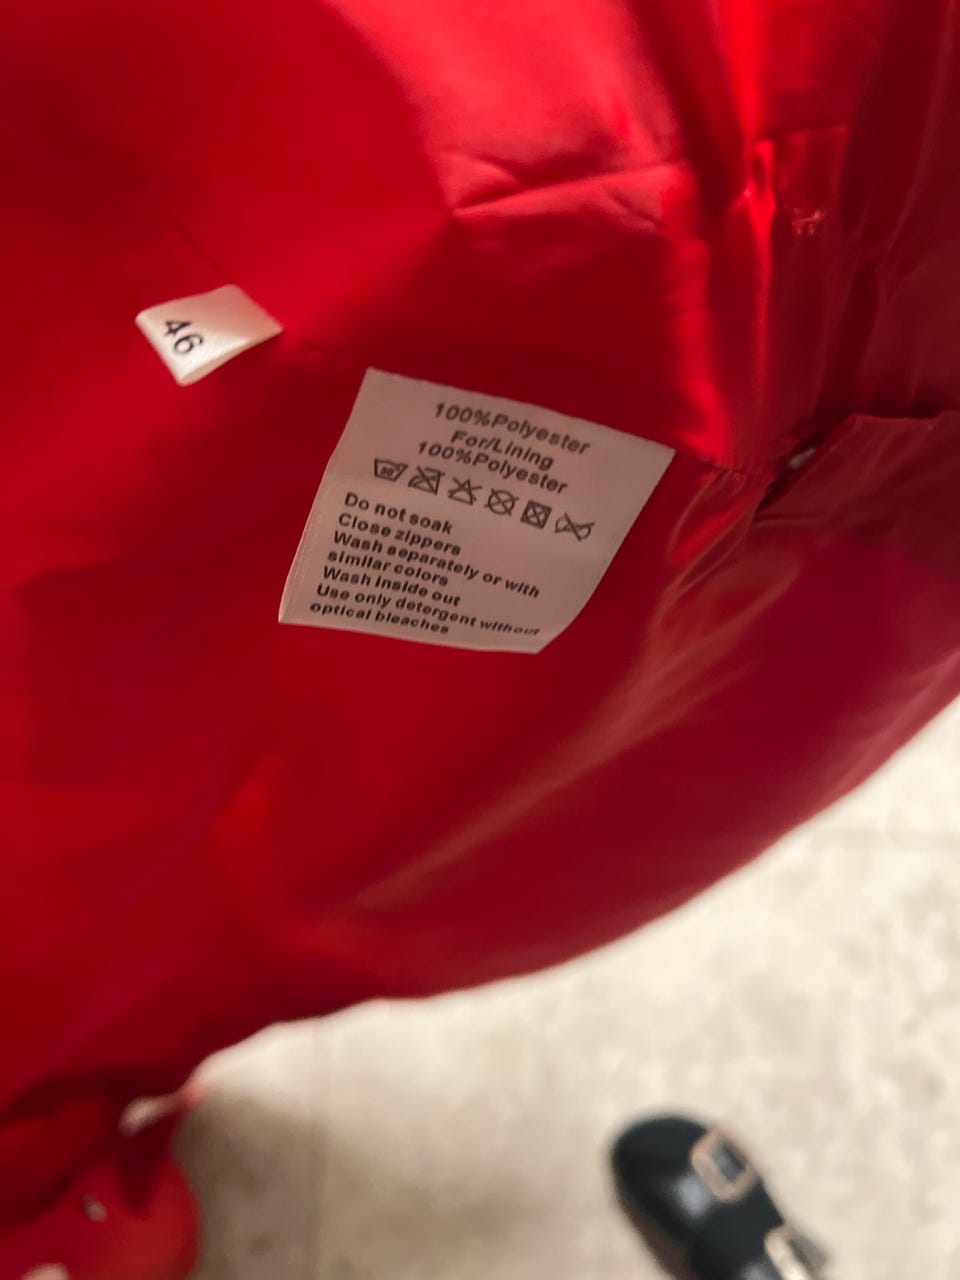 46
100%Polyester
For/Lining
100%Polyester
30°
Do not soak
Close zippers
Wash separately or with
similar colors
Wash inside out
Use only detergent without
optical bleaches